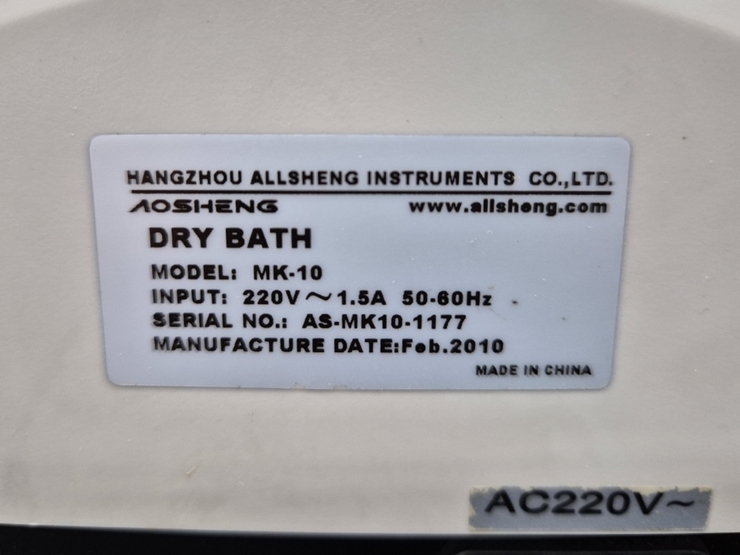 HANGZHOU ALLSHENG INSTRUMENTS CO.,LTD.
AOSHENG www.allsheng.com
DRY BATH
MODEL: MK-10
INPUT: 220V～1.5A 50-60Hz
SERIAL NO.: AS-MK10-1177
MANUFACTURE DATE:Feb.2010
MADE IN CHINA
AC220V~